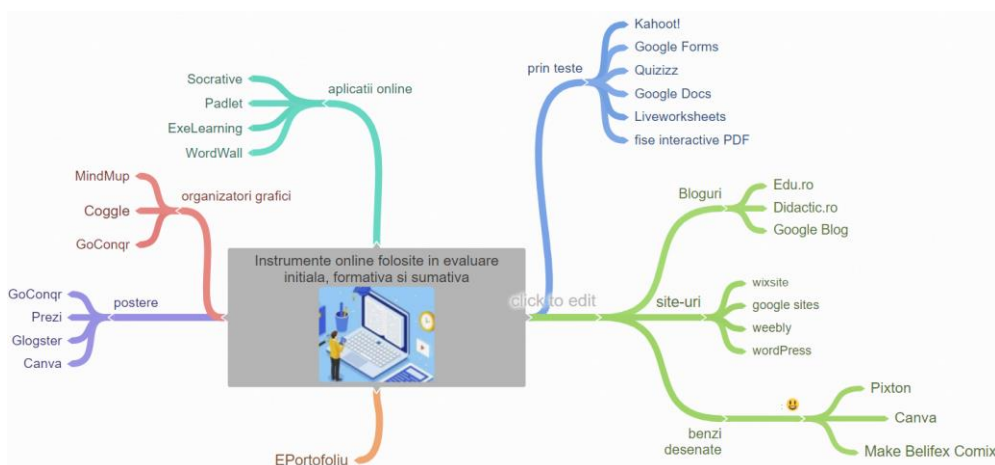 Instrumente online folosite in evaluare
initiala, formativa si sumativa
click to edit
aplicatii online
Socrative
Padlet
ExeLearning
WordWall
organizatori grafici
MindMup
Coggle
GoConqr
postere
GoConqr
Prezi
Glogster
Canva
EPortofoliu
prin teste
Kahoot!
Google Forms
Quizizz
Google Docs
Liveworksheets
fise interactive PDF
Bloguri
Edu.ro
Didactic.ro
Google Blog
site-uri
wixsite
google sites
weebly
wordPress
benzi
desenate
Pixton
Canva
Make Belifex Comix